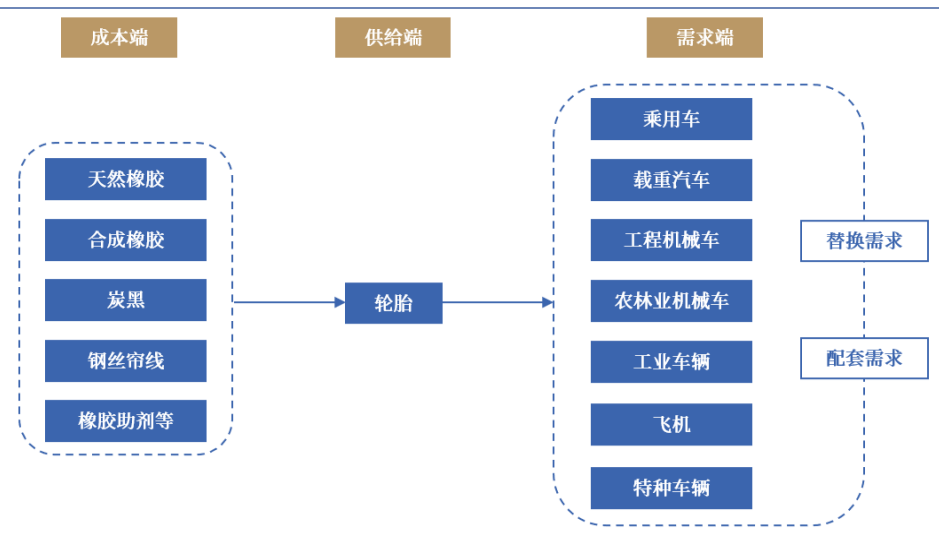 成本端
供给端
需求端
天然橡胶
合成橡胶
炭黑
钢丝帘线
橡胶助剂等
轮胎
乘用车
载重汽车
工程机械车
农林业机械车
工业车辆
飞机
特种车辆
替换需求
配套需求